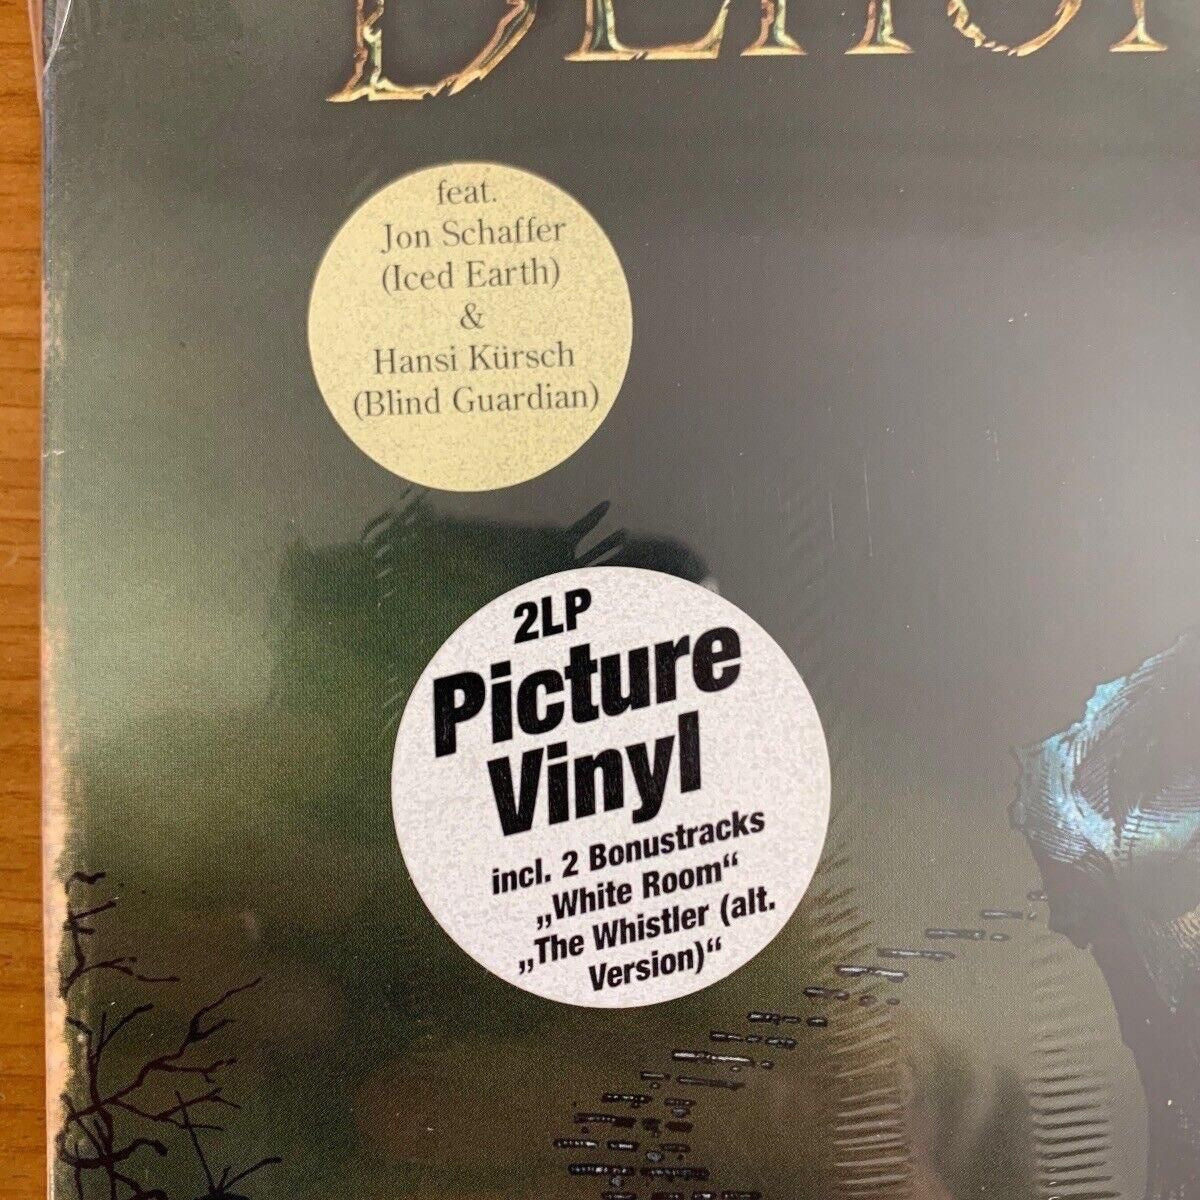 feat.
Jon Schaffer
(Iced Earth)
&
Hansi Kürsch
(Blind Guardian)
2LP
Picture
Vinyl
incl. 2 Bonustracks
„White Room“
„The Whistler (alt.
Version)“